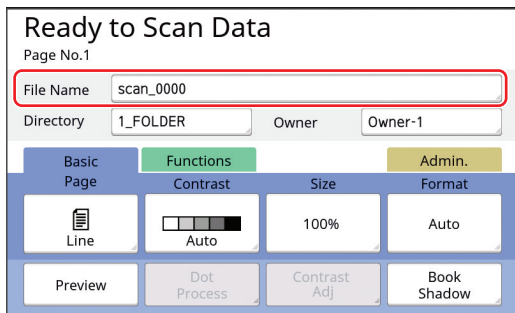 Ready to Scan Data
Page No.1
File Name scan_0000
Directory 1_FOLDER Owner Owner-1
Basic Functions Admin.
Page Contrast Size Format
Line Auto 100% Auto
Preview Dot Process Contrast Adj Book Shadow